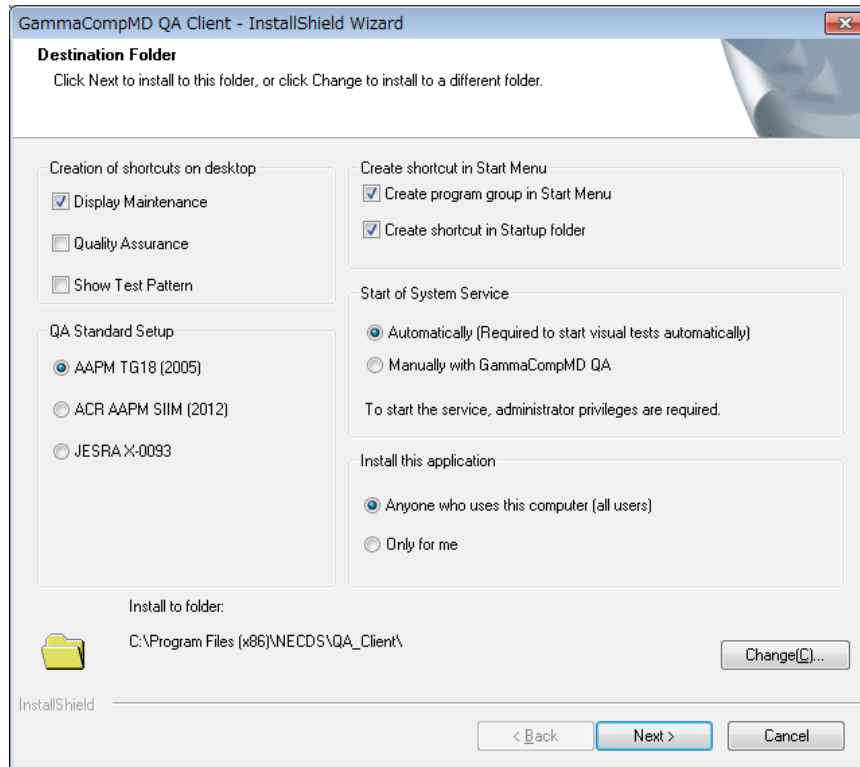 GammaCompMD QA Client - InstallShield Wizard
Destination Folder
Click Next to install to this folder, or click Change to install to a different folder.
Creation of shortcuts on desktop
Display Maintenance
Quality Assurance
Show Test Pattern
QA Standard Setup
AAPM TG18 (2005)
ACR AAPM SIIM (2012)
JESRA X-0093
Create shortcut in Start Menu
Create program group in Start Menu
Create shortcut in Startup folder
Start of System Service
Automatically (Required to start visual tests automatically)
Manually with GammaCompMD QA
To start the service, administrator privileges are required.
Install this application
Anyone who uses this computer (all users)
Only for me
Install to folder:
C:\Program Files (x86)\NECDS\QA_Client\
Change(C)...
InstallShield
< Back
Next >
Cancel